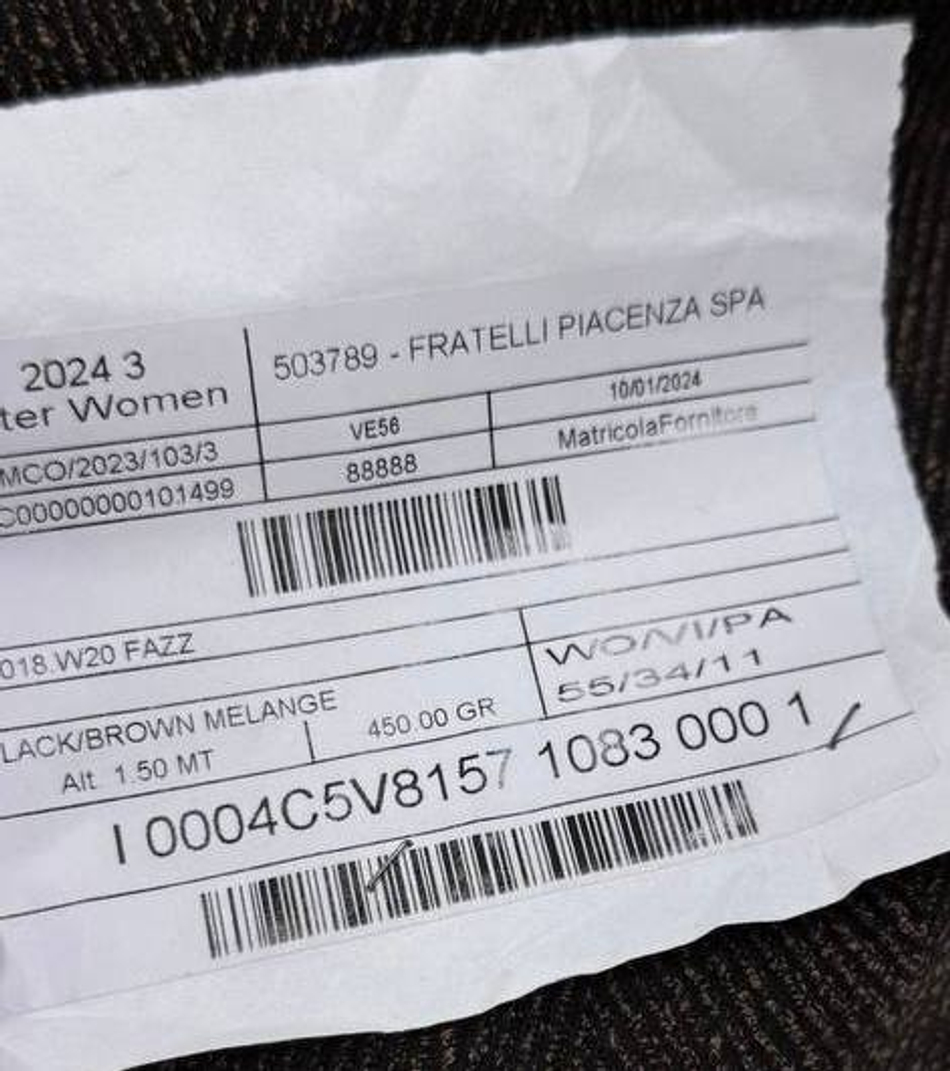 2024 3
ter Women
503789 - FRATELLI PIACENZA SPA
MCO/2023/103/3
VE56
10/01/2024
C00000000101499
88888
MatricolaFornitore
018.W20 FAZZ
WO/VI/PA
55/34/11
LACK/BROWN MELANGE
Alt 1.50 MT
450.00 GR
I 0004C5V8157 1083 000 1